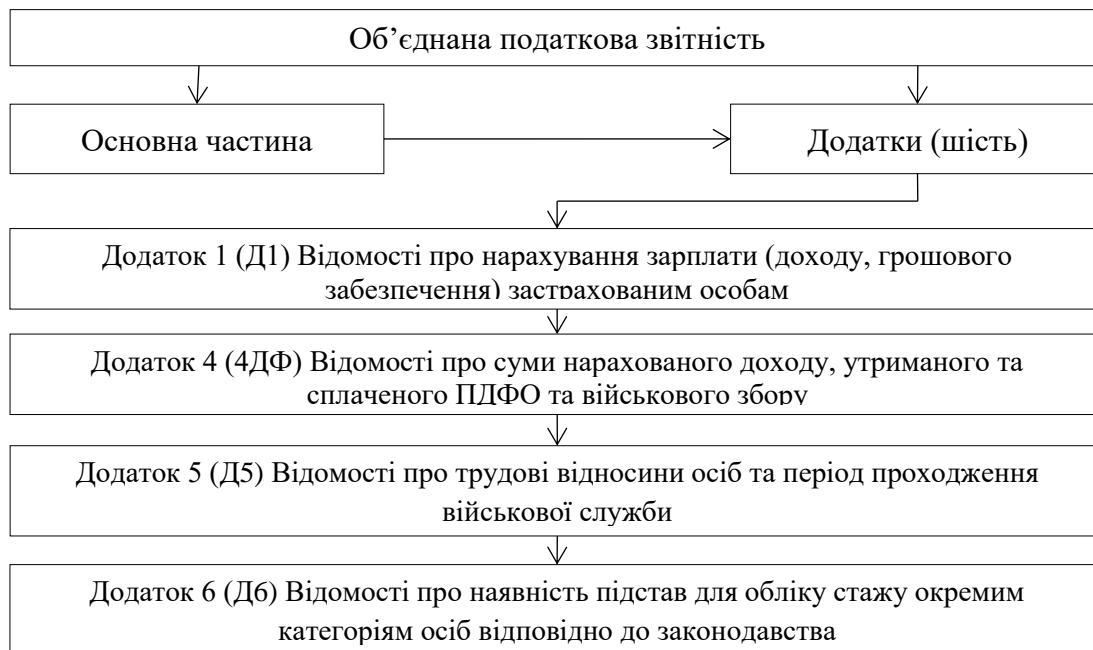 Об’єднана податкова звітність
Основна частина
Додатки (шість)
Додаток 1 (Д1) Відомості про нарахування зарплати (доходу, грошового
забезпечення) застрахованим особам
Додаток 4 (4ДФ) Відомості про суми нарахованого доходу, утриманого та
сплаченого ПДФО та військового збору
Додаток 5 (Д5) Відомості про трудові відносини осіб та період проходження
військової служби
Додаток 6 (Д6) Відомості про наявність підстав для обліку стажу окремим
категоріям осіб відповідно до законодавства